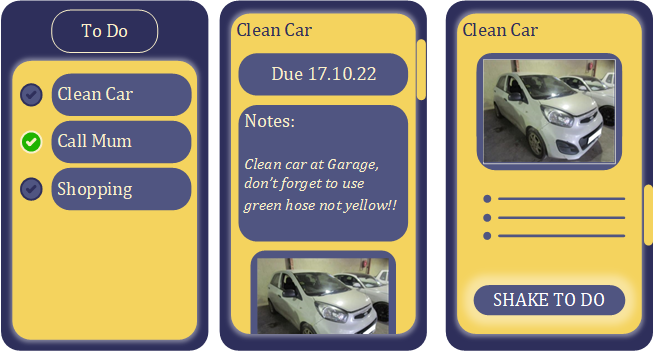 To Do
Clean Car
Call Mum
Shopping
Clean Car
Due 17.10.22
Notes:
Clean car at Garage,
don't forget to use
green hose not yellow!!
Clean Car
SHAKE TO DO